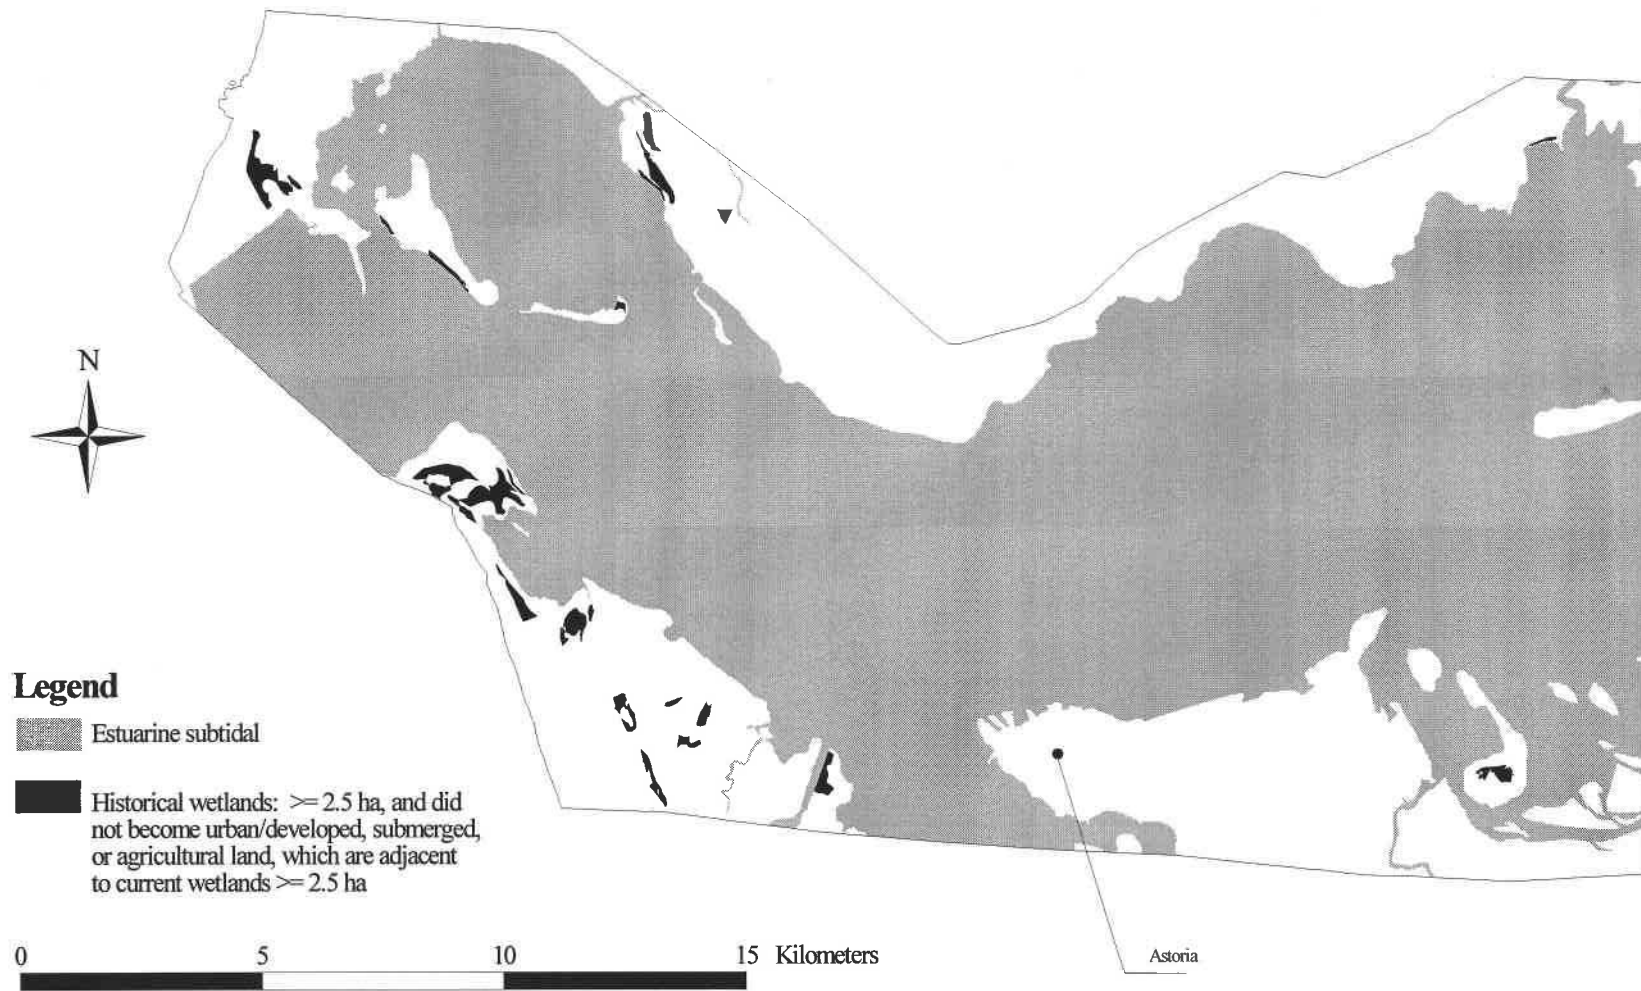 N
Legend
Estuarine subtidal
Historical wetlands: >= 2.5 ha, and did
not become urban/developed, submerged,
or agricultural land, which are adjacent
to current wetlands >= 2.5 ha
0 5 10 15 Kilometers
Astoria